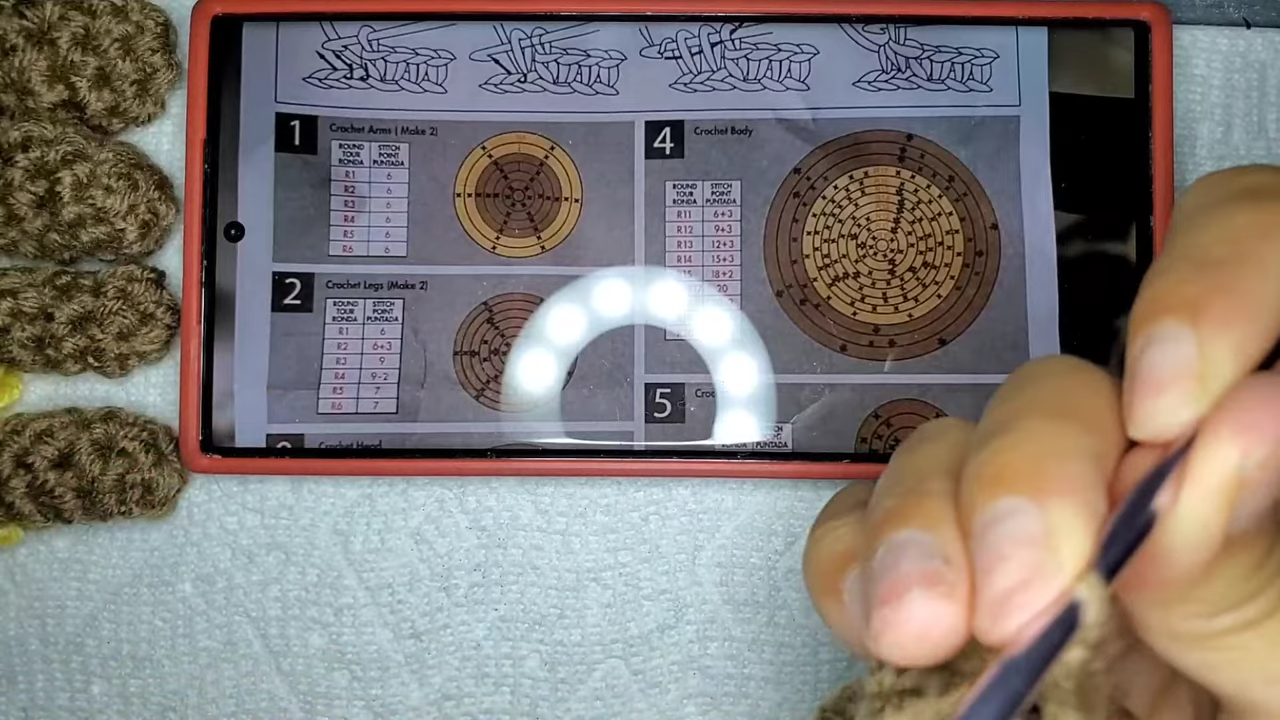 1
Crochet Arms ( Make 2)
ROUND TOUR RONDA STITCH POINT PUNTADA
R1 6
R2 6
R3 6
R4 6
R5 6
R6 6
2
Crochet Legs (Make 2)
ROUND TOUR RONDA STITCH POINT PUNTADA
R1 6
R2 6+3
R3 9
R4 9-2
R5 7
R6 7
Crochet Head
4
Crochet Body
ROUND TOUR RONDA STITCH POINT PUNTADA
R11 6+3
R12 9+3
R13 12+3
R14 15+3
R15 18+2
20
5
RONDA PUNTADA